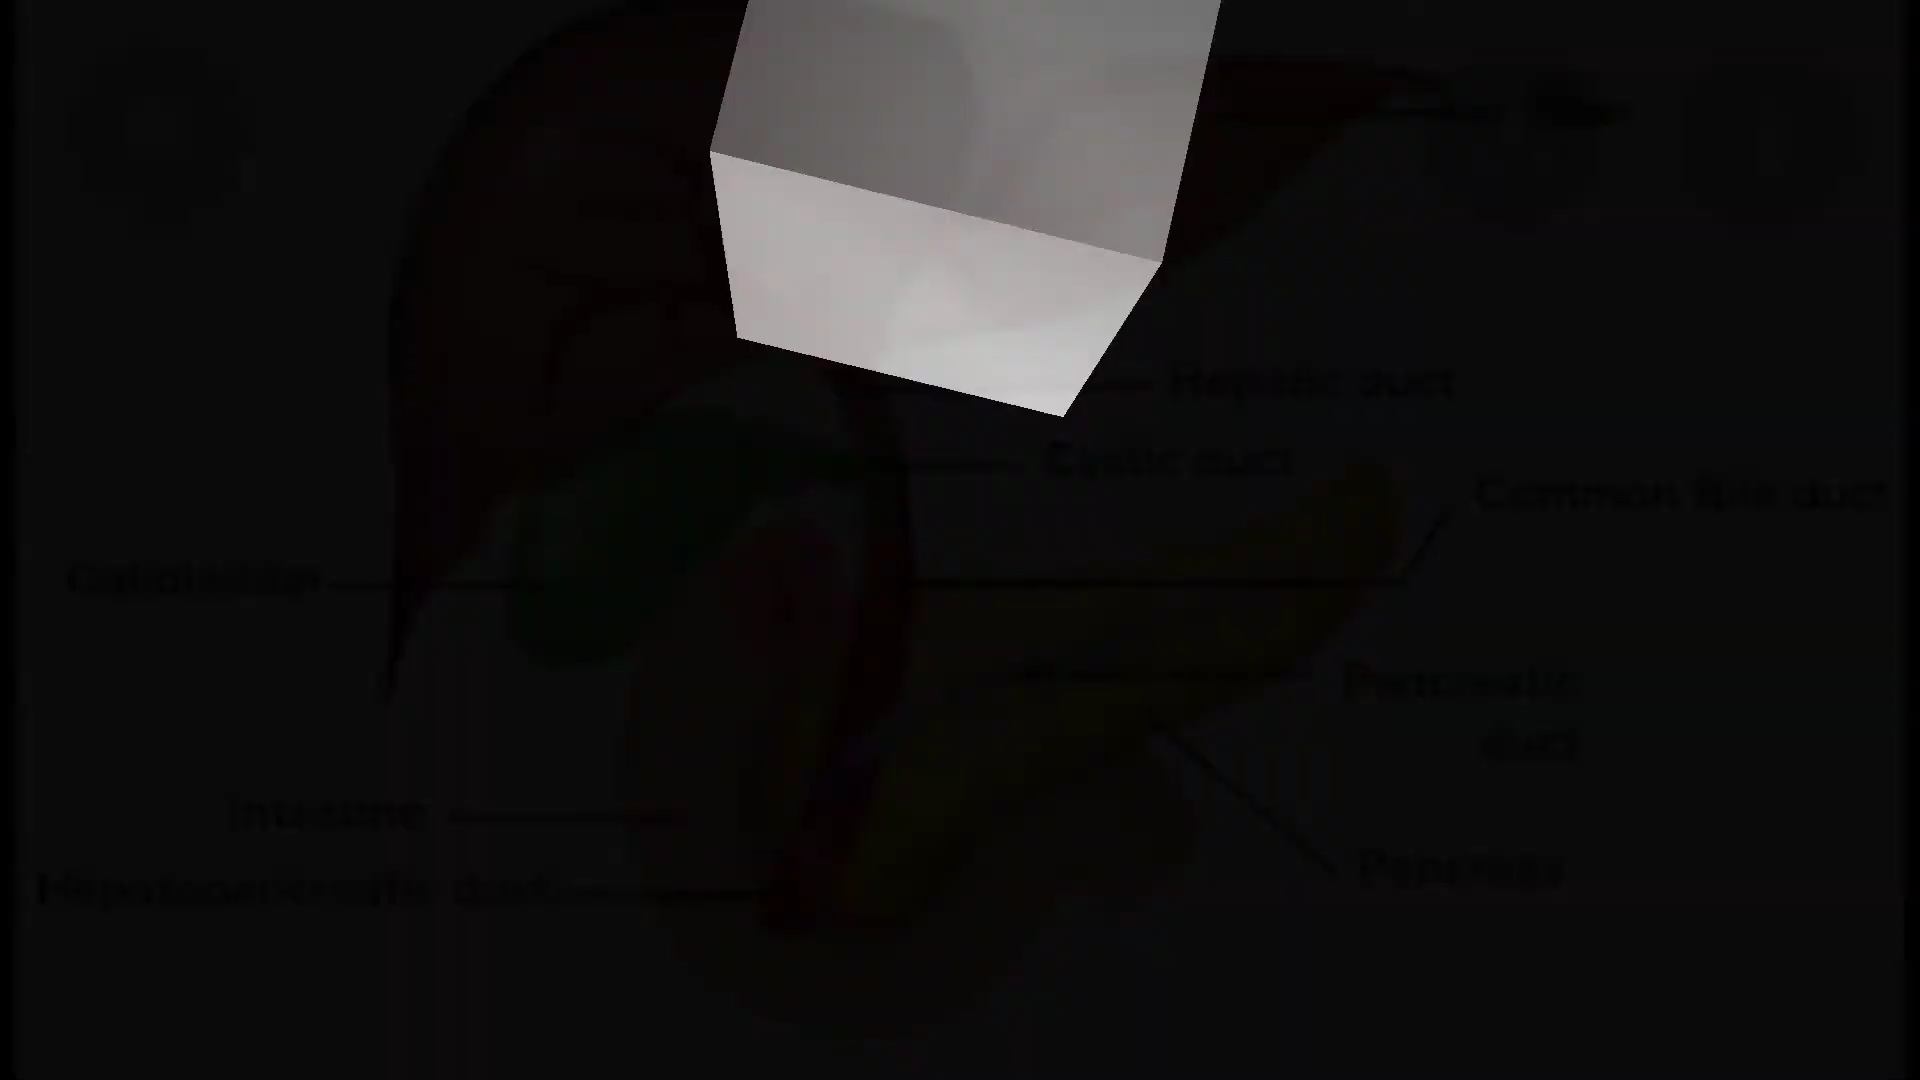 Hepatic duct
Cystic duct
Common Bile duct
Gallbladder
Pancreatic
duct
Intestine
Pancreas
Hepatopancreatic duct